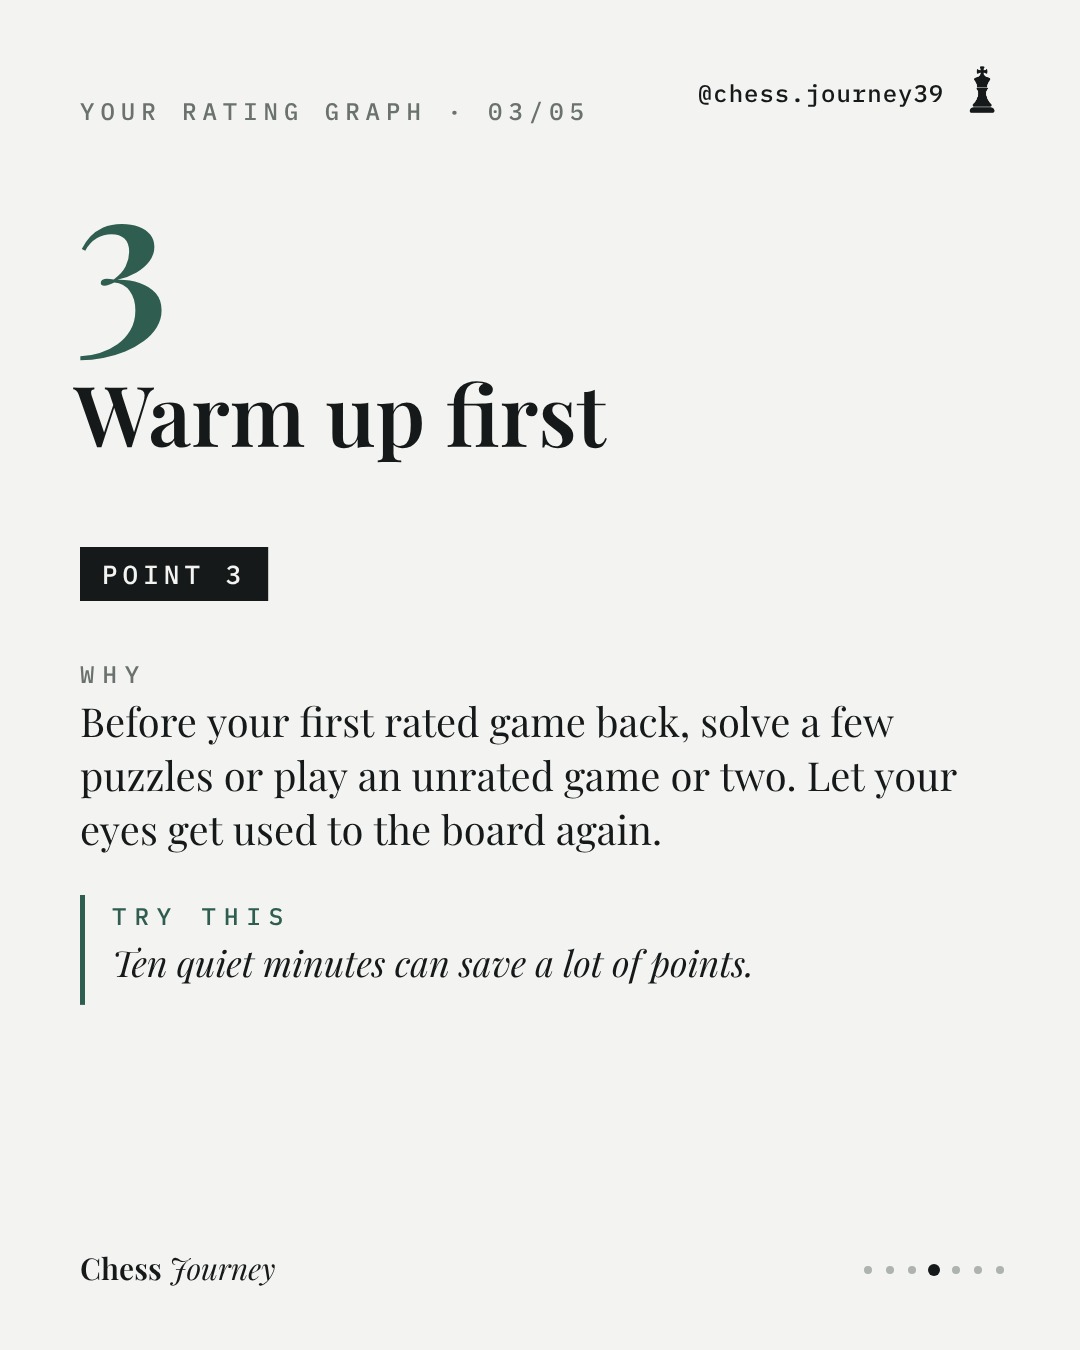 YOUR RATING GRAPH · 03/05
@chess.journey39
3
Warm up first
POINT 3
WHY
Before your first rated game back, solve a few
puzzles or play an unrated game or two. Let your
eyes get used to the board again.
TRY THIS
Ten quiet minutes can save a lot of points.
Chess Journey